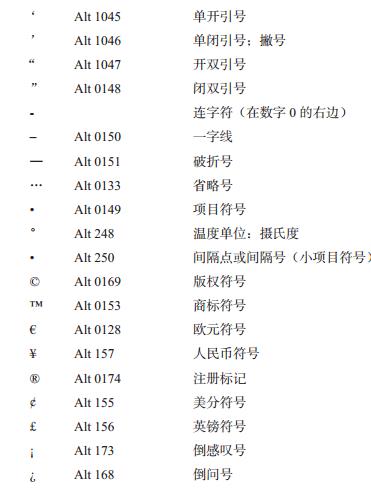 ‘ Alt 1045 单开引号
’ Alt 1046 单闭引号；撇号
“ Alt 1047 开双引号
” Alt 0148 闭双引号
- 连字符（在数字 0 的右边）
– Alt 0150 一字线
— Alt 0151 破折号
… Alt 0133 省略号
• Alt 0149 项目符号
° Alt 248 温度单位：摄氏度
• Alt 250 间隔点或间隔号（小项目符号）
© Alt 0169 版权符号
™ Alt 0153 商标符号
€ Alt 0128 欧元符号
¥ Alt 157 人民币符号
® Alt 0174 注册标记
¢ Alt 155 美分符号
£ Alt 156 英镑符号
¡ Alt 173 倒感叹号
¿ Alt 168 倒问号